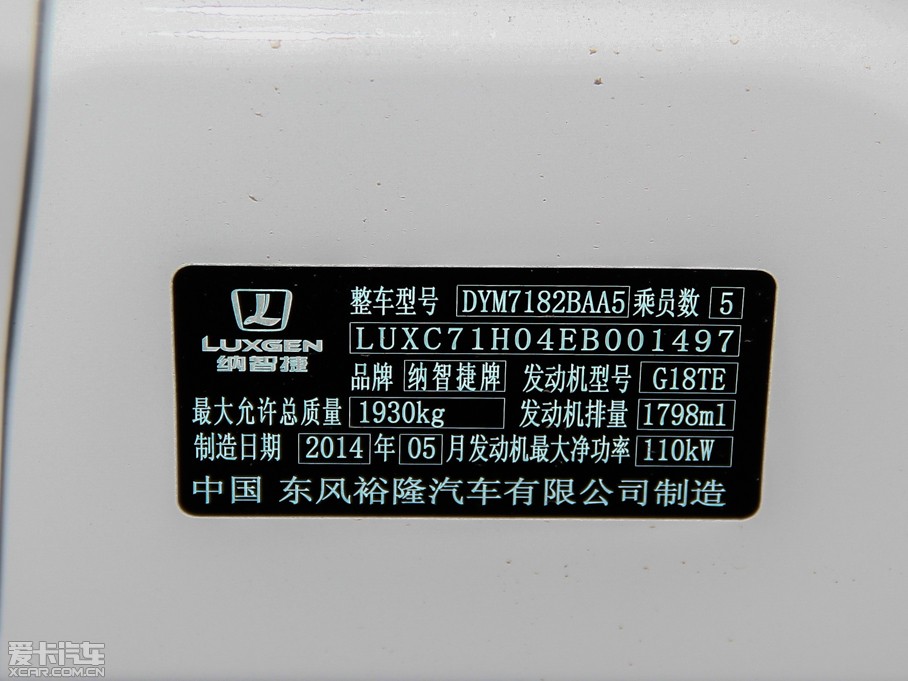 LUXGEN
纳智捷
整车型号 DYM7182BAA5 乘员数 5
LUXC71H04EB001497
品牌 纳智捷牌 发动机型号 G18TE
最大允许总质量 1930kg 发动机排量 1798ml
制造日期 2014 年 05 月 发动机最大净功率 110kW
中国 东风裕隆汽车有限公司制造
爱卡汽车
XCAR.COM.CN